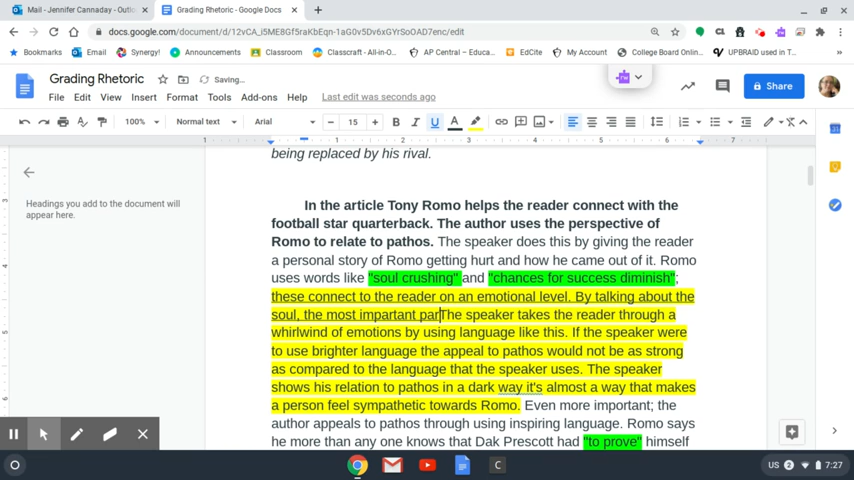 Mail - Jennifer Cannaday - Outlo
Grading Rhetoric - Google Docs
docs.google.com/document/d/12vCA_i5ME8Gf5raKbEqn-1aG0v5Dv6xGYrSoOAD7enc/edit
Bookmarks Email Synergy! Announcements Classroom Classcraft - All-in-O... AP Central – Educa... EdCite My Account College Board Onlin... UPBRAID used in T...
Grading Rhetoric Saving...
File Edit View Insert Format Tools Add-ons Help Last edit was seconds ago
Share
100% Normal text Arial 15 B I U A
1 1 2 3 4 5 6 7
being replaced by his rival.
Headings you add to the document will
appear here.
In the article Tony Romo helps the reader connect with the
football star quarterback. The author uses the perspective of
Romo to relate to pathos. The speaker does this by giving the reader
a personal story of Romo getting hurt and how he came out of it. Romo
uses words like "soul crushing" and "chances for success diminish";
these connect to the reader on an emotional level. By talking about the
soul, the most impartant parThe speaker takes the reader through a
whirlwind of emotions by using language like this. If the speaker were
to use brighter language the appeal to pathos would not be as strong
as compared to the language that the speaker uses. The speaker
shows his relation to pathos in a dark way it's almost a way that makes
a person feel sympathetic towards Romo. Even more important; the
author appeals to pathos through using inspiring language. Romo says
he more than any one knows that Dak Prescott had "to prove" himself
C
US 2 7:27